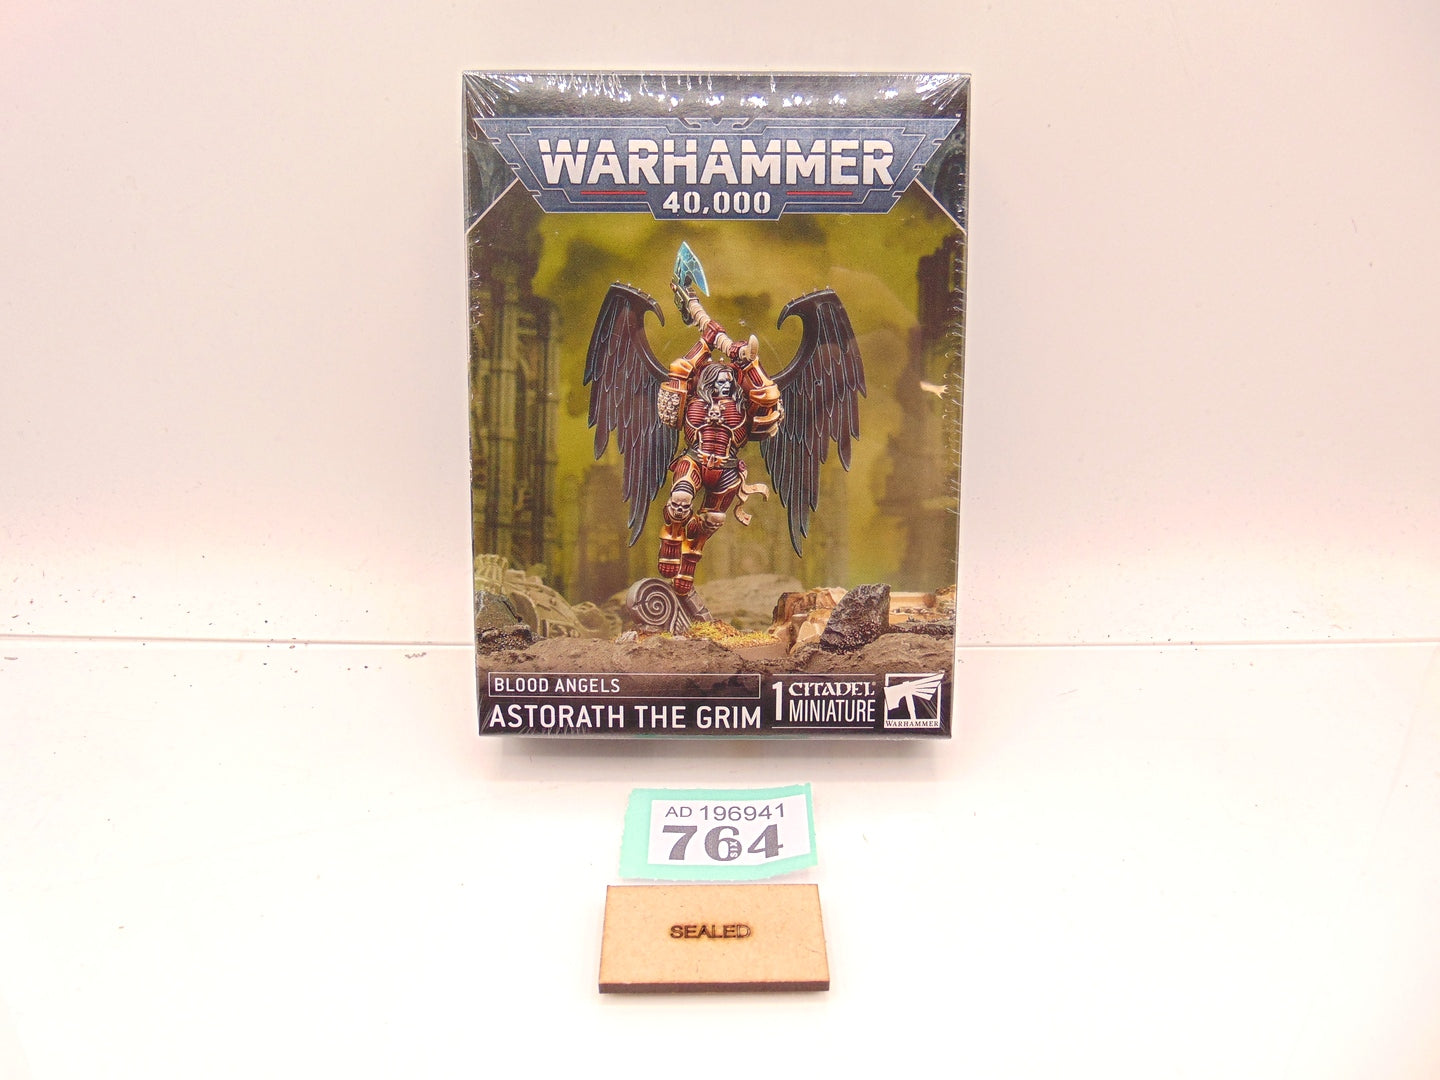 WARHAMMER
40,000
BLOOD ANGELS
ASTORATH THE GRIM
1 CITADEL
MINIATURE
WARHAMMER
AD 196941
764
SEALED